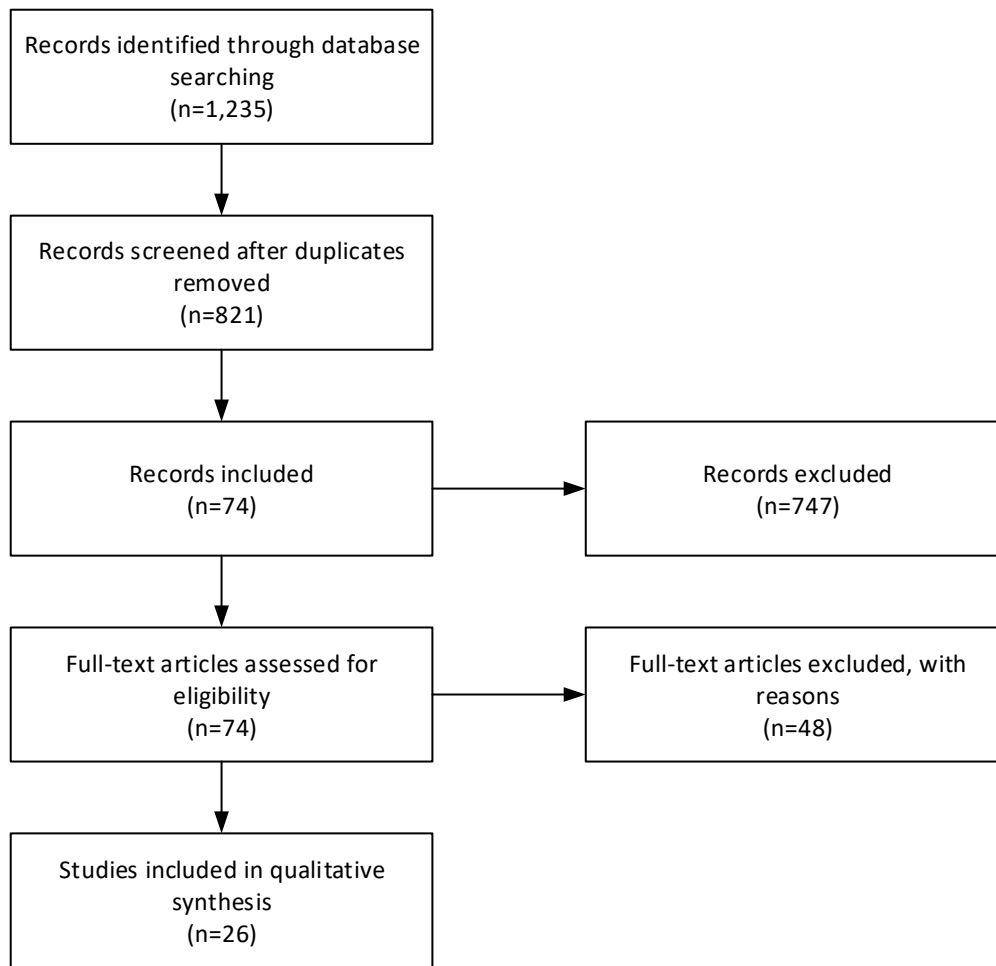 Records identified through database
searching
(n=1,235)
Records screened after duplicates
removed
(n=821)
Records included
(n=74)
Records excluded
(n=747)
Full-text articles assessed for
eligibility
(n=74)
Full-text articles excluded, with
reasons
(n=48)
Studies included in qualitative
synthesis
(n=26)